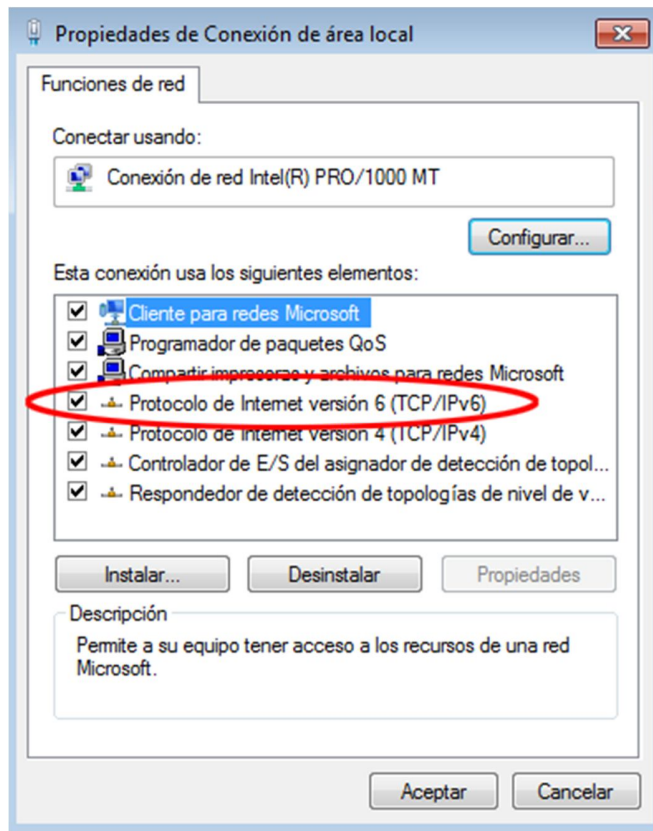 Propiedades de Conexión de área local
Funciones de red
Conectar usando:
Conexión de red Intel(R) PRO/1000 MT
Configurar...
Esta conexión usa los siguientes elementos:
Cliente para redes Microsoft
Programador de paquetes QoS
Compartir impresoras y archivos para redes Microsoft
Protocolo de Internet versión 6 (TCP/IPv6)
Protocolo de Internet versión 4 (TCP/IPv4)
Controlador de E/S del asignador de detección de topol...
Respondedor de detección de topologías de nivel de v...
Instalar... Desinstalar Propiedades
Descripción
Permite a su equipo tener acceso a los recursos de una red
Microsoft.
Aceptar Cancelar